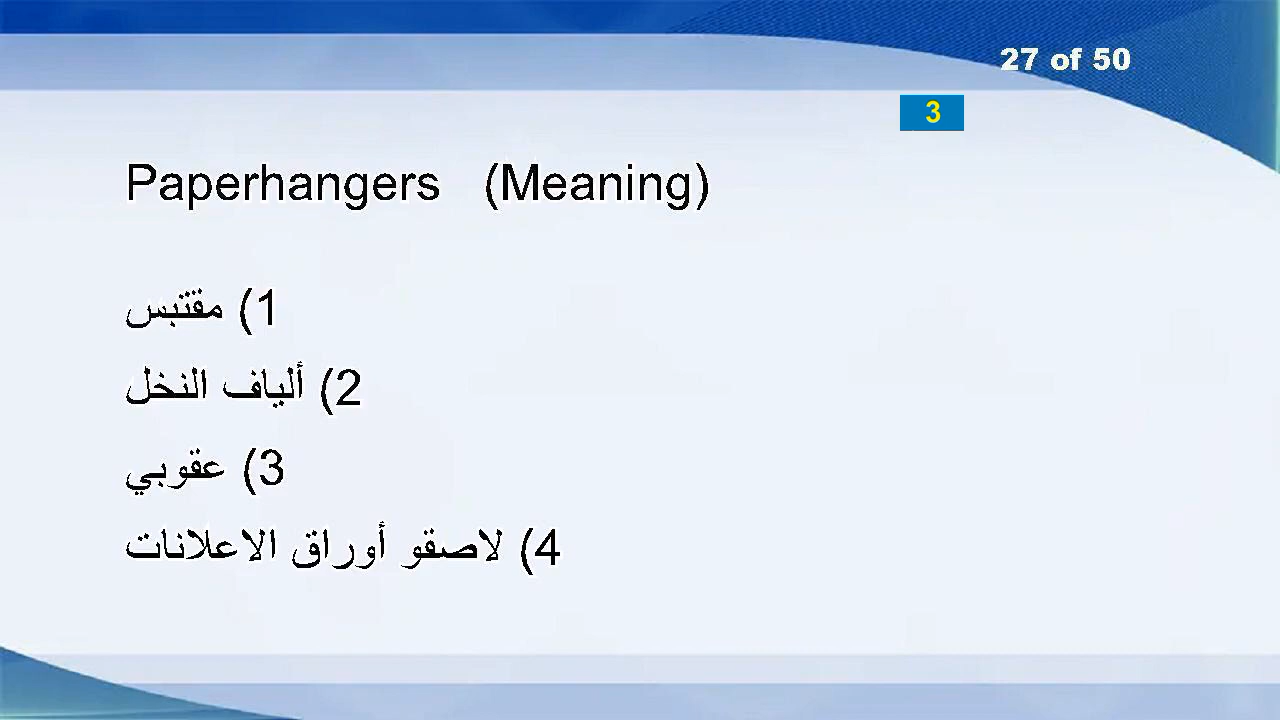 27 of 50
3
Paperhangers (Meaning)
1) مقتبس
2) ألياف النخل
3) عقوبي
4) لاصقو أوراق الاعلانات